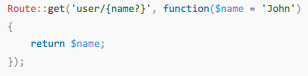 Route::get('user/{name?}', function($name = 'John')
{
    return $name;
});